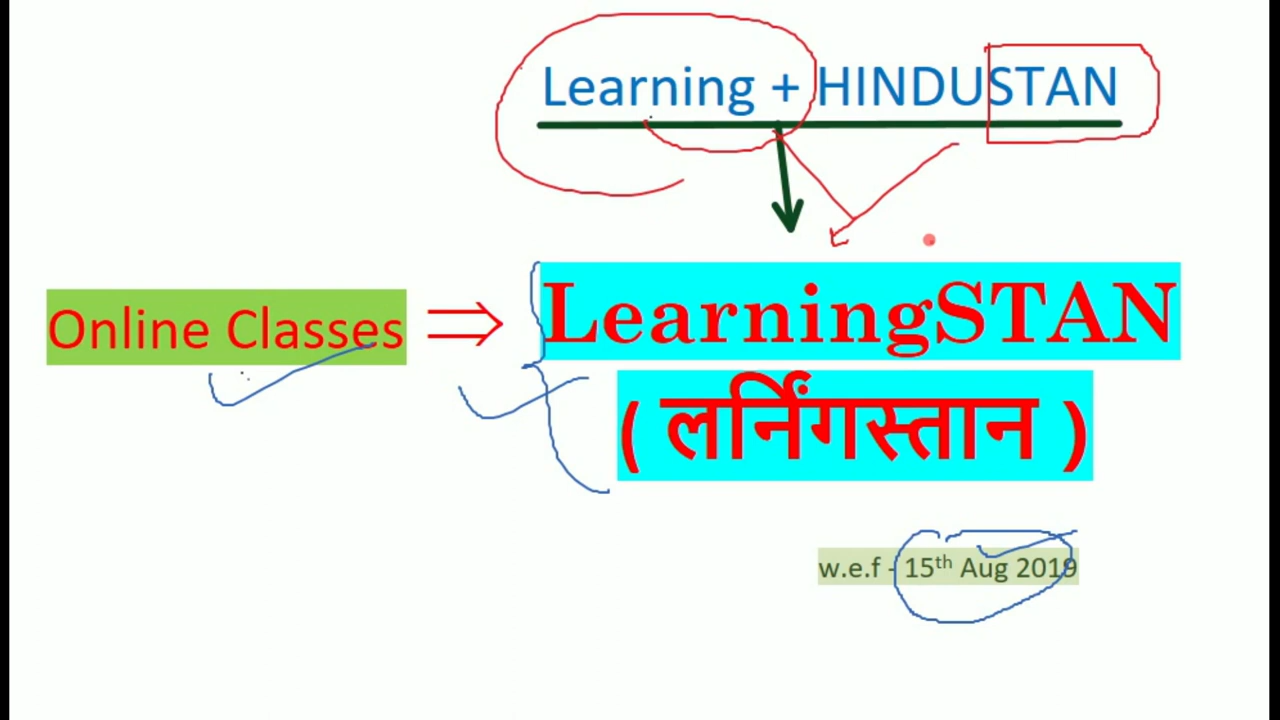 Learning + HINDUSTAN
Online Classes ⇒ LearningSTAN
( लर्निंगस्तान )
w.e.f - 15th Aug 2019